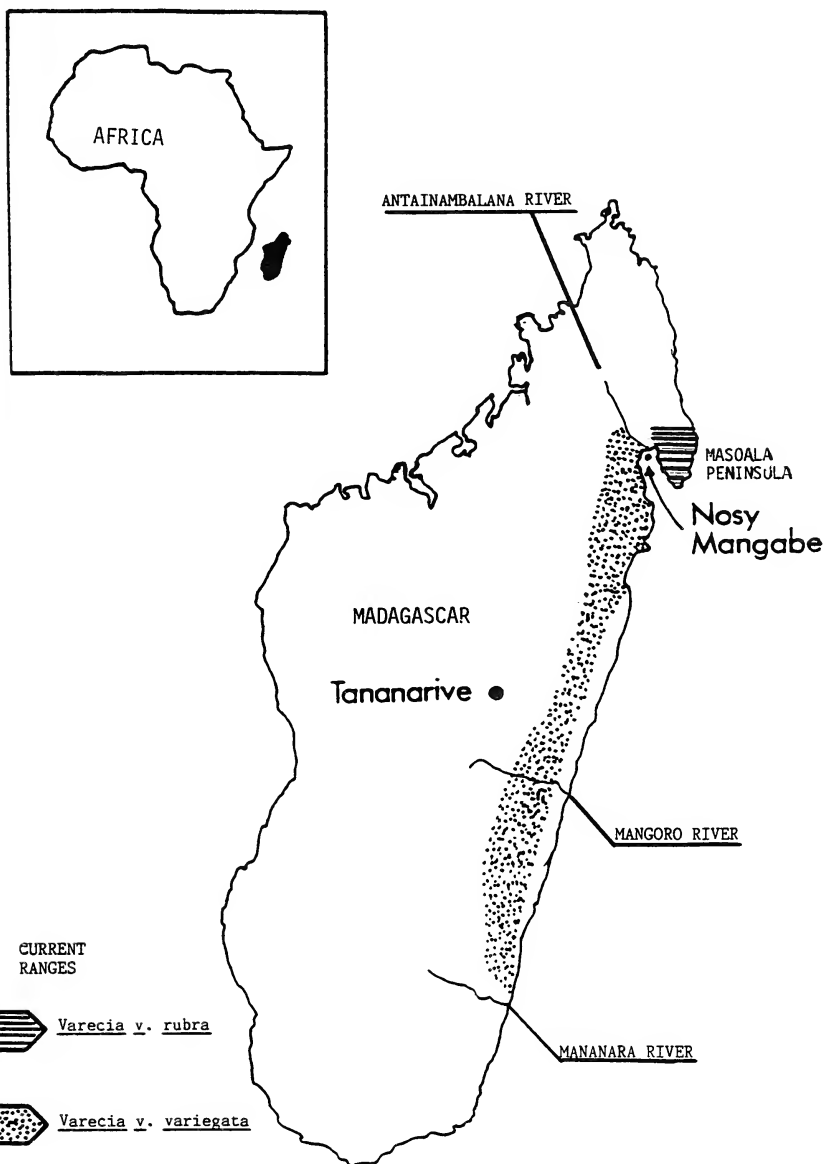 AFRICA
ANTAINAMBALANA RIVER
MASOALA
PENINSULA
Nosy
Mangabe
MADAGASCAR
Tananarive
MANGORO RIVER
CURRENT
RANGES
Varecia v. rubra
MANANARA RIVER
Varecia v. variegata